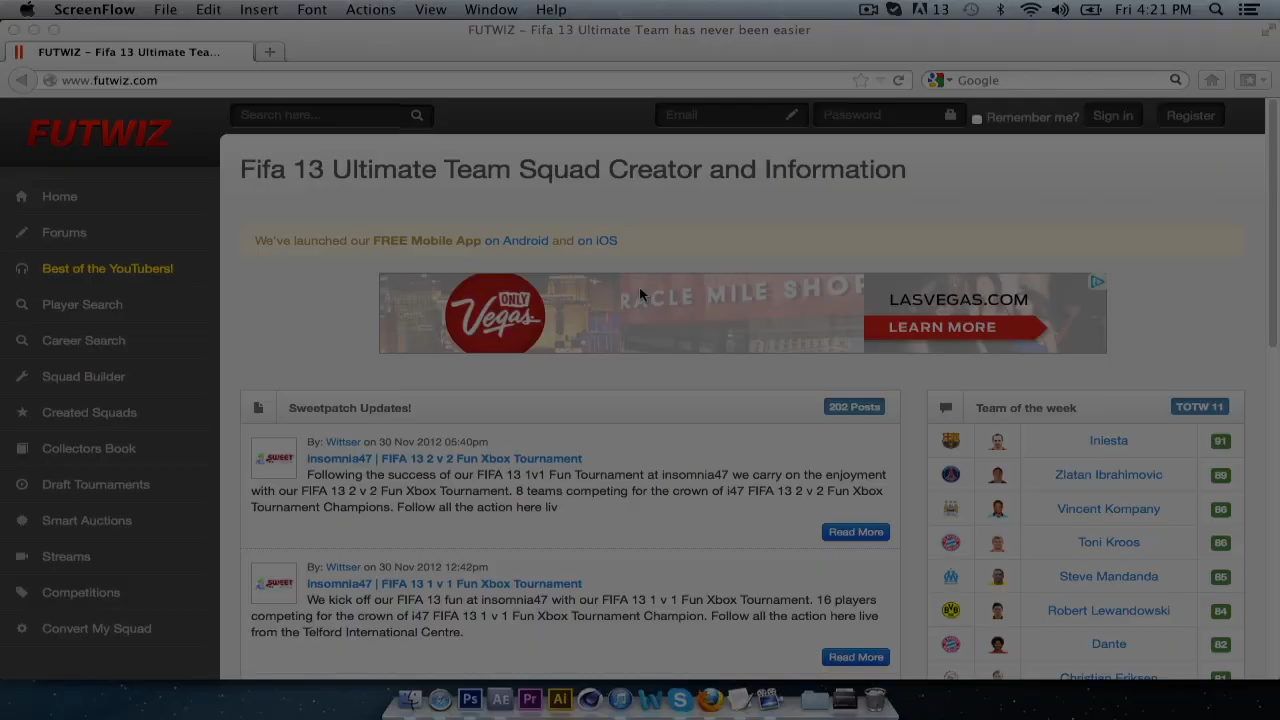 ScreenFlow File Edit Insert Font Actions View Window Help 13 Fri 4:21 PM
FUTWIZ – Fifa 13 Ultimate Team has never been easier
FUTWIZ – Fifa 13 Ultimate Tea...
www.futwiz.com Google
FUTWIZ
Search here... Email Password Remember me? Sign in Register
Fifa 13 Ultimate Team Squad Creator and Information
We've launched our FREE Mobile App on Android and on iOS
ONLY Vegas
RACLE MILE SHOP
LASVEGAS.COM
LEARN MORE
Home
Forums
Best of the YouTubers!
Player Search
Career Search
Squad Builder
Created Squads
Collectors Book
Draft Tournaments
Smart Auctions
Streams
Competitions
Convert My Squad
Sweetpatch Updates! 202 Posts
SWEET
By: Wittser on 30 Nov 2012 05:40pm
Insomnia47 | FIFA 13 2 v 2 Fun Xbox Tournament
Following the success of our FIFA 13 1v1 Fun Tournament at insomnia47 we carry on the enjoyment
with our FIFA 13 2 v 2 Fun Xbox Tournament. 8 teams competing for the crown of i47 FIFA 13 2 v 2 Fun Xbox
Tournament Champions. Follow all the action here liv
Read More
SWEET
By: Wittser on 30 Nov 2012 12:42pm
Insomnia47 | FIFA 13 1 v 1 Fun Xbox Tournament
We kick off our FIFA 13 fun at insomnia47 with our FIFA 13 1 v 1 Fun Xbox Tournament. 16 players
competing for the crown of i47 FIFA 13 1 v 1 Fun Xbox Tournament Champion. Follow all the action here live
from the Telford International Centre.
Read More
Team of the week TOTW 11
Iniesta 91
Zlatan Ibrahimovic 89
Vincent Kompany 86
Toni Kroos 86
Steve Mandanda 85
Robert Lewandowski 84
Dante 82
Christian Eriksen 81
Ps AE Pr Ai W S